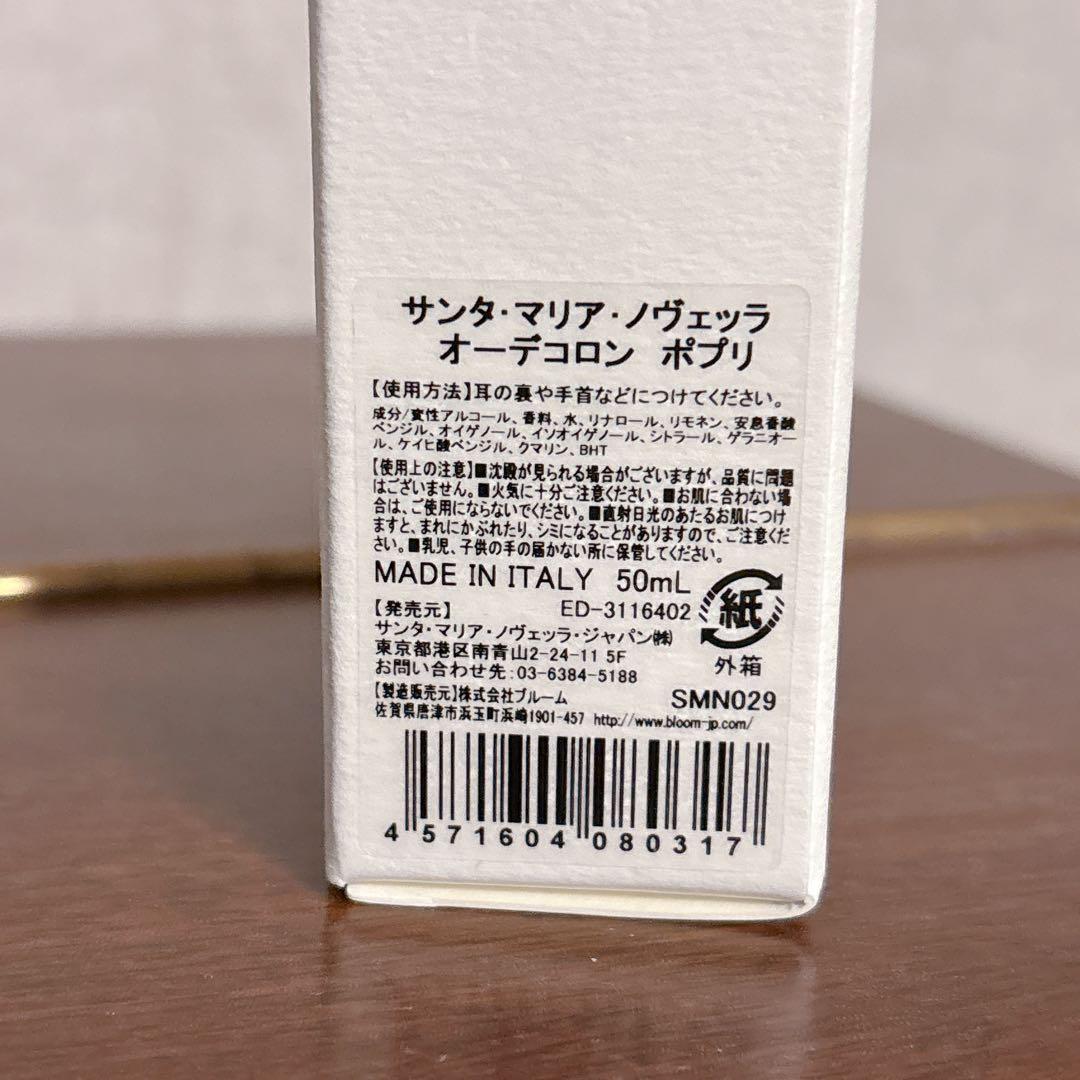 サンタ・マリア・ノヴェッラ
オーデコロン ポプリ
【使用方法】耳の裏や手首などにつけてください。
成分/変性アルコール、香料、水、リナロール、リモネン、安息香酸
ベンジル、オイゲノール、イソオイゲノール、シトラール、ゲラニオー
ル、ケイヒ酸ベンジル、クマリン、BHT
【使用上の注意】■沈殿が見られる場合がございますが、品質に問題
はございません。■火気に十分ご注意ください。■お肌に合わない場
合は、ご使用にならないでください。■直射日光のあたるお肌につけ
ますと、まれにかぶれたり、シミになることがありますので、ご注意くだ
さい。■乳児、子供の手の届かない所に保管してください。
MADE IN ITALY 50mL
【発売元】 ED-3116402
サンタ・マリア・ノヴェッラ・ジャパン㈱
東京都港区南青山2-24-11 5F
お問い合わせ先:03-6384-5188
紙
外箱
【製造販売元】株式会社ブルーム SMN029
佐賀県唐津市浜玉町浜崎1901-457 http://www.bloom-jp.com/
4 571604 080317